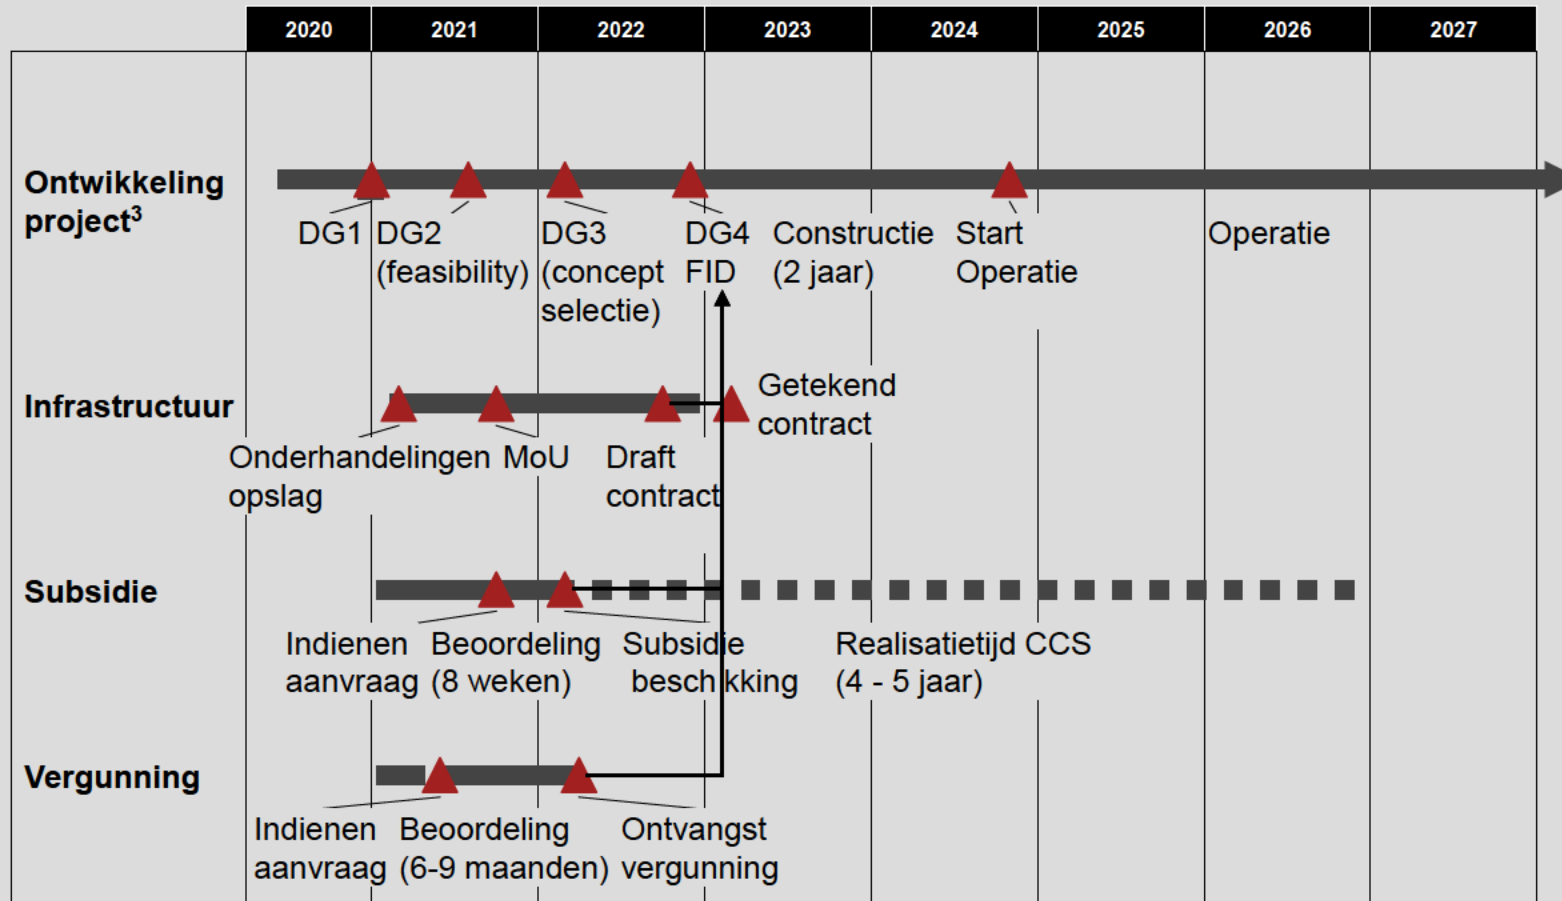 2020 2021 2022 2023 2024 2025 2026 2027
Ontwikkeling
project³
DG1 DG2 DG3 DG4 Constructie Start Operatie
(feasibility) (concept FID (2 jaar) Operatie
selectie)
Infrastructuur
Getekend
contract
Onderhandelingen MoU Draft
opslag contract
Subsidie
Indienen Beoordeling Subsidie Realisatietijd CCS
aanvraag (8 weken) beschikking (4 - 5 jaar)
Vergunning
Indienen Beoordeling Ontvangst
aanvraag (6-9 maanden) vergunning